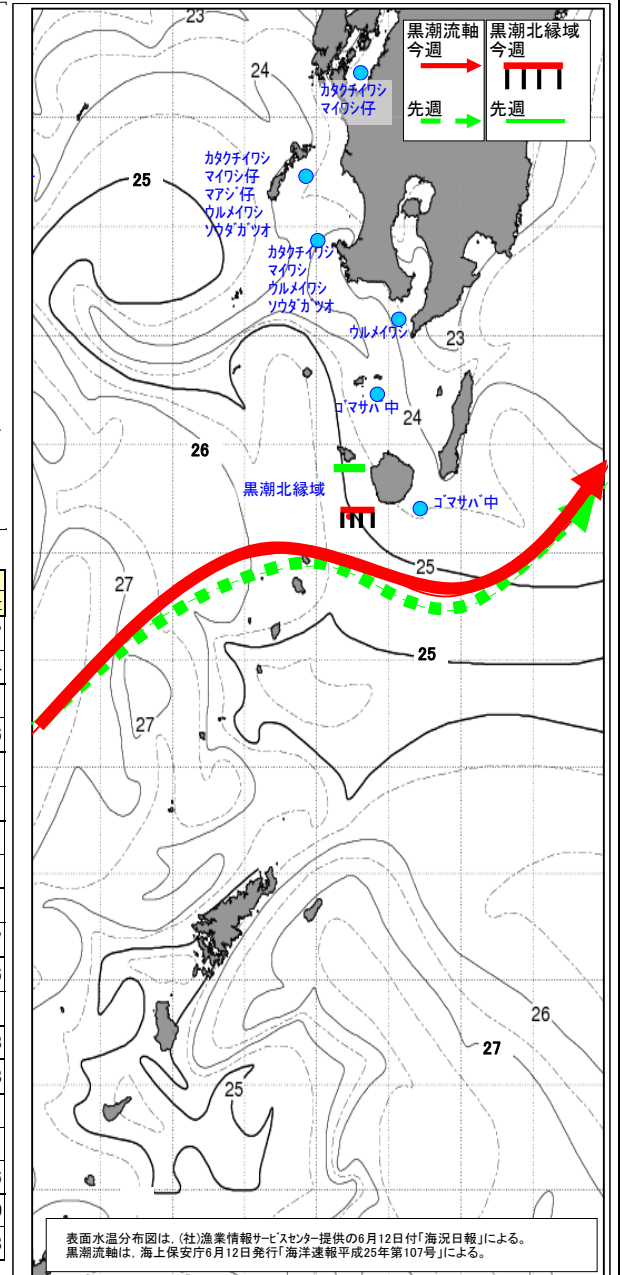 23
24
黒潮流軸
今週
先週
黒潮北縁域
今週
先週
カタクチイワシ
マイワシ仔
カタクチイワシ
マイワシ仔
マアジ仔
ウルメイワシ
ソウダガツオ
25
カタクチイワシ
マイワシ
ウルメイワシ
ソウダガツオ
ウルメイワシ
23
ゴマサバ中
24
26
黒潮北縁域
ゴマサバ中
27
25
25
27
26
27
25
表面水温分布図は, (社)漁業情報サービスセンター提供の6月12日付「海況日報」による。
黒潮流軸は, 海上保安庁6月12日発行「海洋速報平成25年第107号」による。